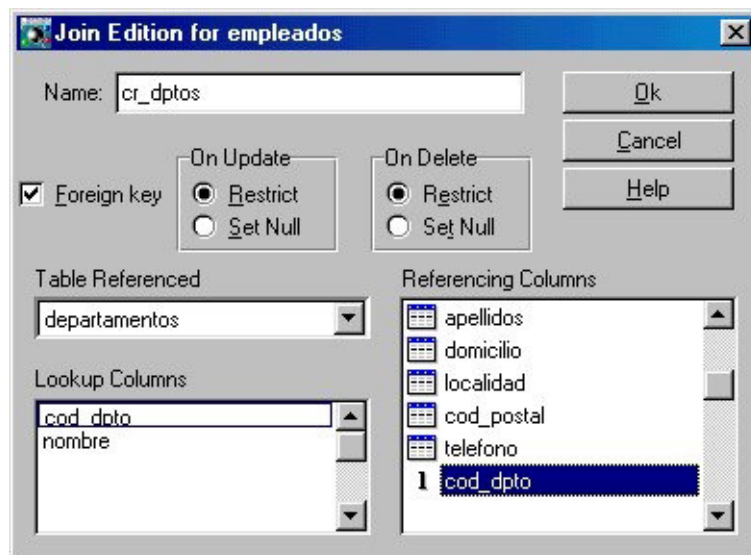 Join Edition for empleados
Name: cr_dptos
Ok
Cancel
Help
Foreign key
On Update
Restrict
Set Null
On Delete
Restrict
Set Null
Table Referenced
departamentos
Lookup Columns
cod_dpto
nombre
Referencing Columns
apellidos
domicilio
localidad
cod_postal
telefono
1 cod_dpto